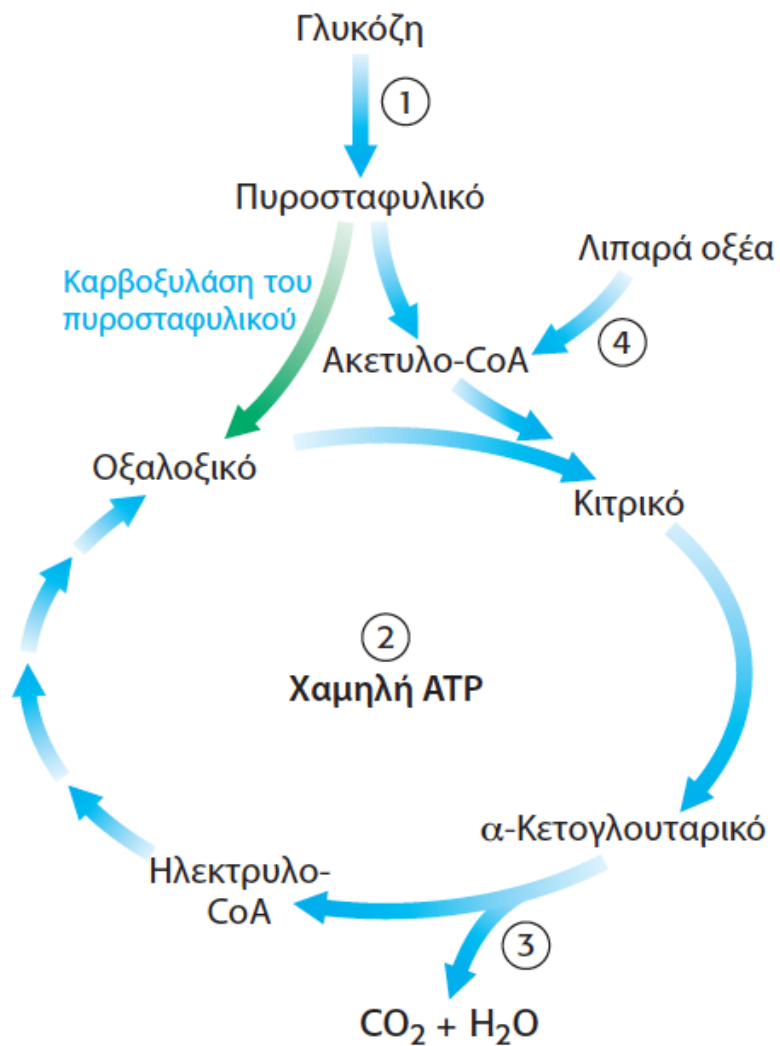 Γλυκόζη
1
Πυροσταφυλικό
Λιπαρά οξέα
Καρβοξυλάση του
πυροσταφυλικού
4
Ακετυλο-CoA
Οξαλοξικό
Κιτρικό
2
Χαμηλή ATP
α-Κετογλουταρικό
Ηλεκτρυλο-
CoA
3
CO₂ + H₂O